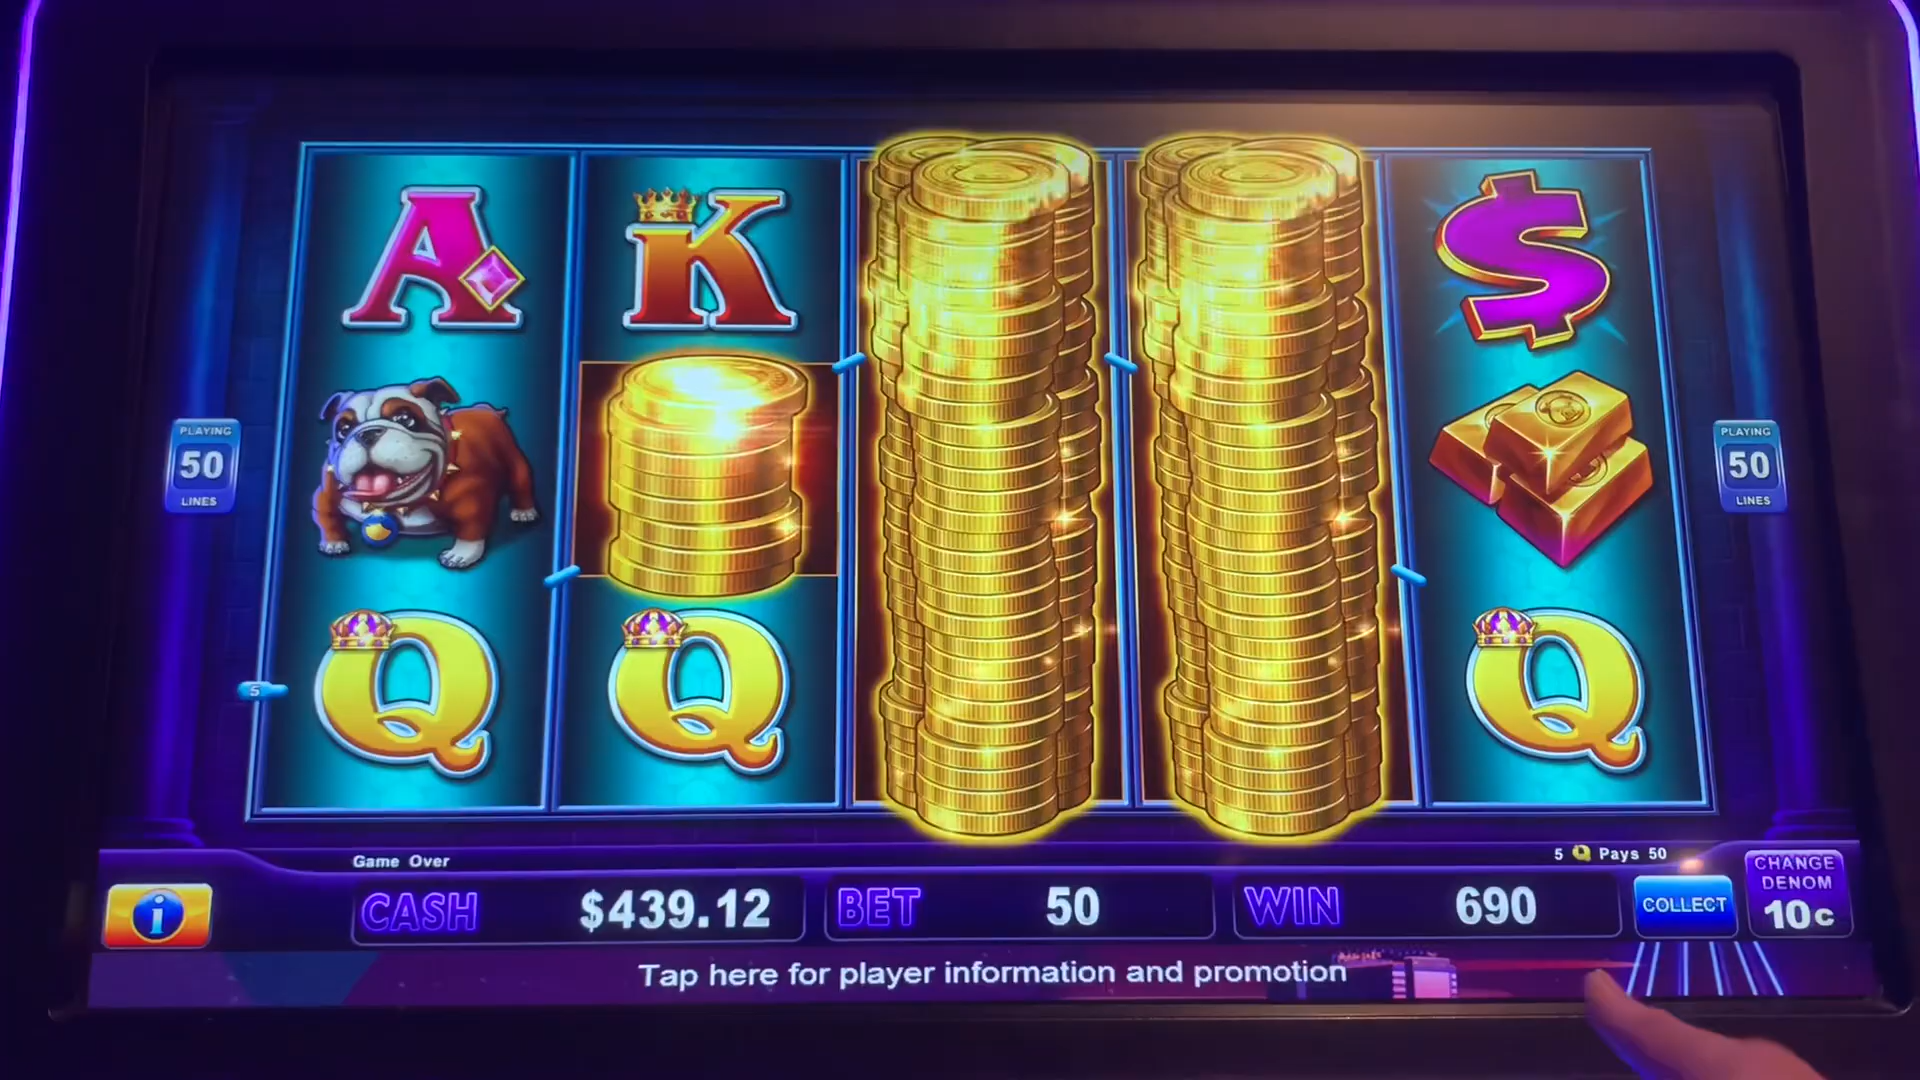 A
K
$
PLAYING
50
LINES
PLAYING
50
LINES
5
Q
Q
Q
Game Over
5 Q Pays 50
CASH $439.12
BET 50
WIN 690
COLLECT
CHANGE
DENOM
10c
i
Tap here for player information and promotion